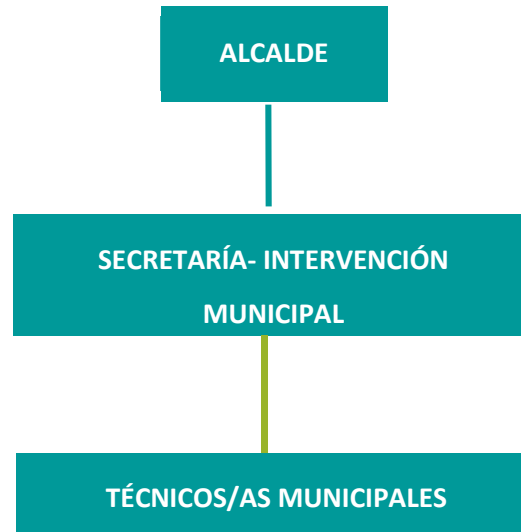 ALCALDE
SECRETARÍA- INTERVENCIÓN
MUNICIPAL
TÉCNICOS/AS MUNICIPALES